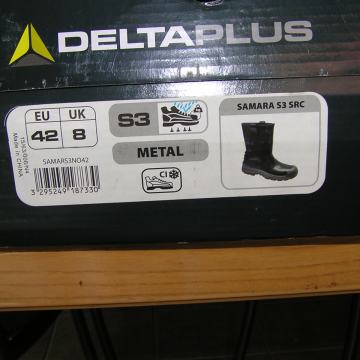 DELTAPLUS
EU UK
42 8
S3
SAMARA S3 SRC
METAL
Made in CHINA
SAMARS3NO42
CI
3 295249 187330